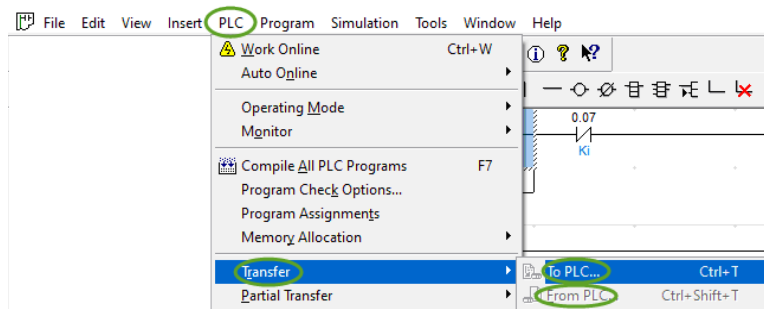 File Edit View Insert PLC Program Simulation Tools Window Help
Work Online Ctrl+W
Auto Online
Operating Mode
Monitor
0.07
Ki
Compile All PLC Programs F7
Program Check Options...
Program Assignments
Memory Allocation
Transfer
To PLC... Ctrl+T
Partial Transfer
From PLC... Ctrl+Shift+T